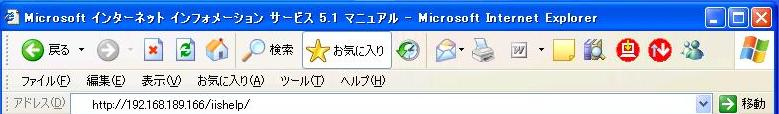 Microsoft インターネット インフォメーション サービス 5.1 マニュアル - Microsoft Internet Explorer
戻る 検索 お気に入り W
ファイル(F) 編集(E) 表示(V) お気に入り(A) ツール(T) ヘルプ(H)
アドレス(D) http://192.168.189.166/iishelp/ 移動